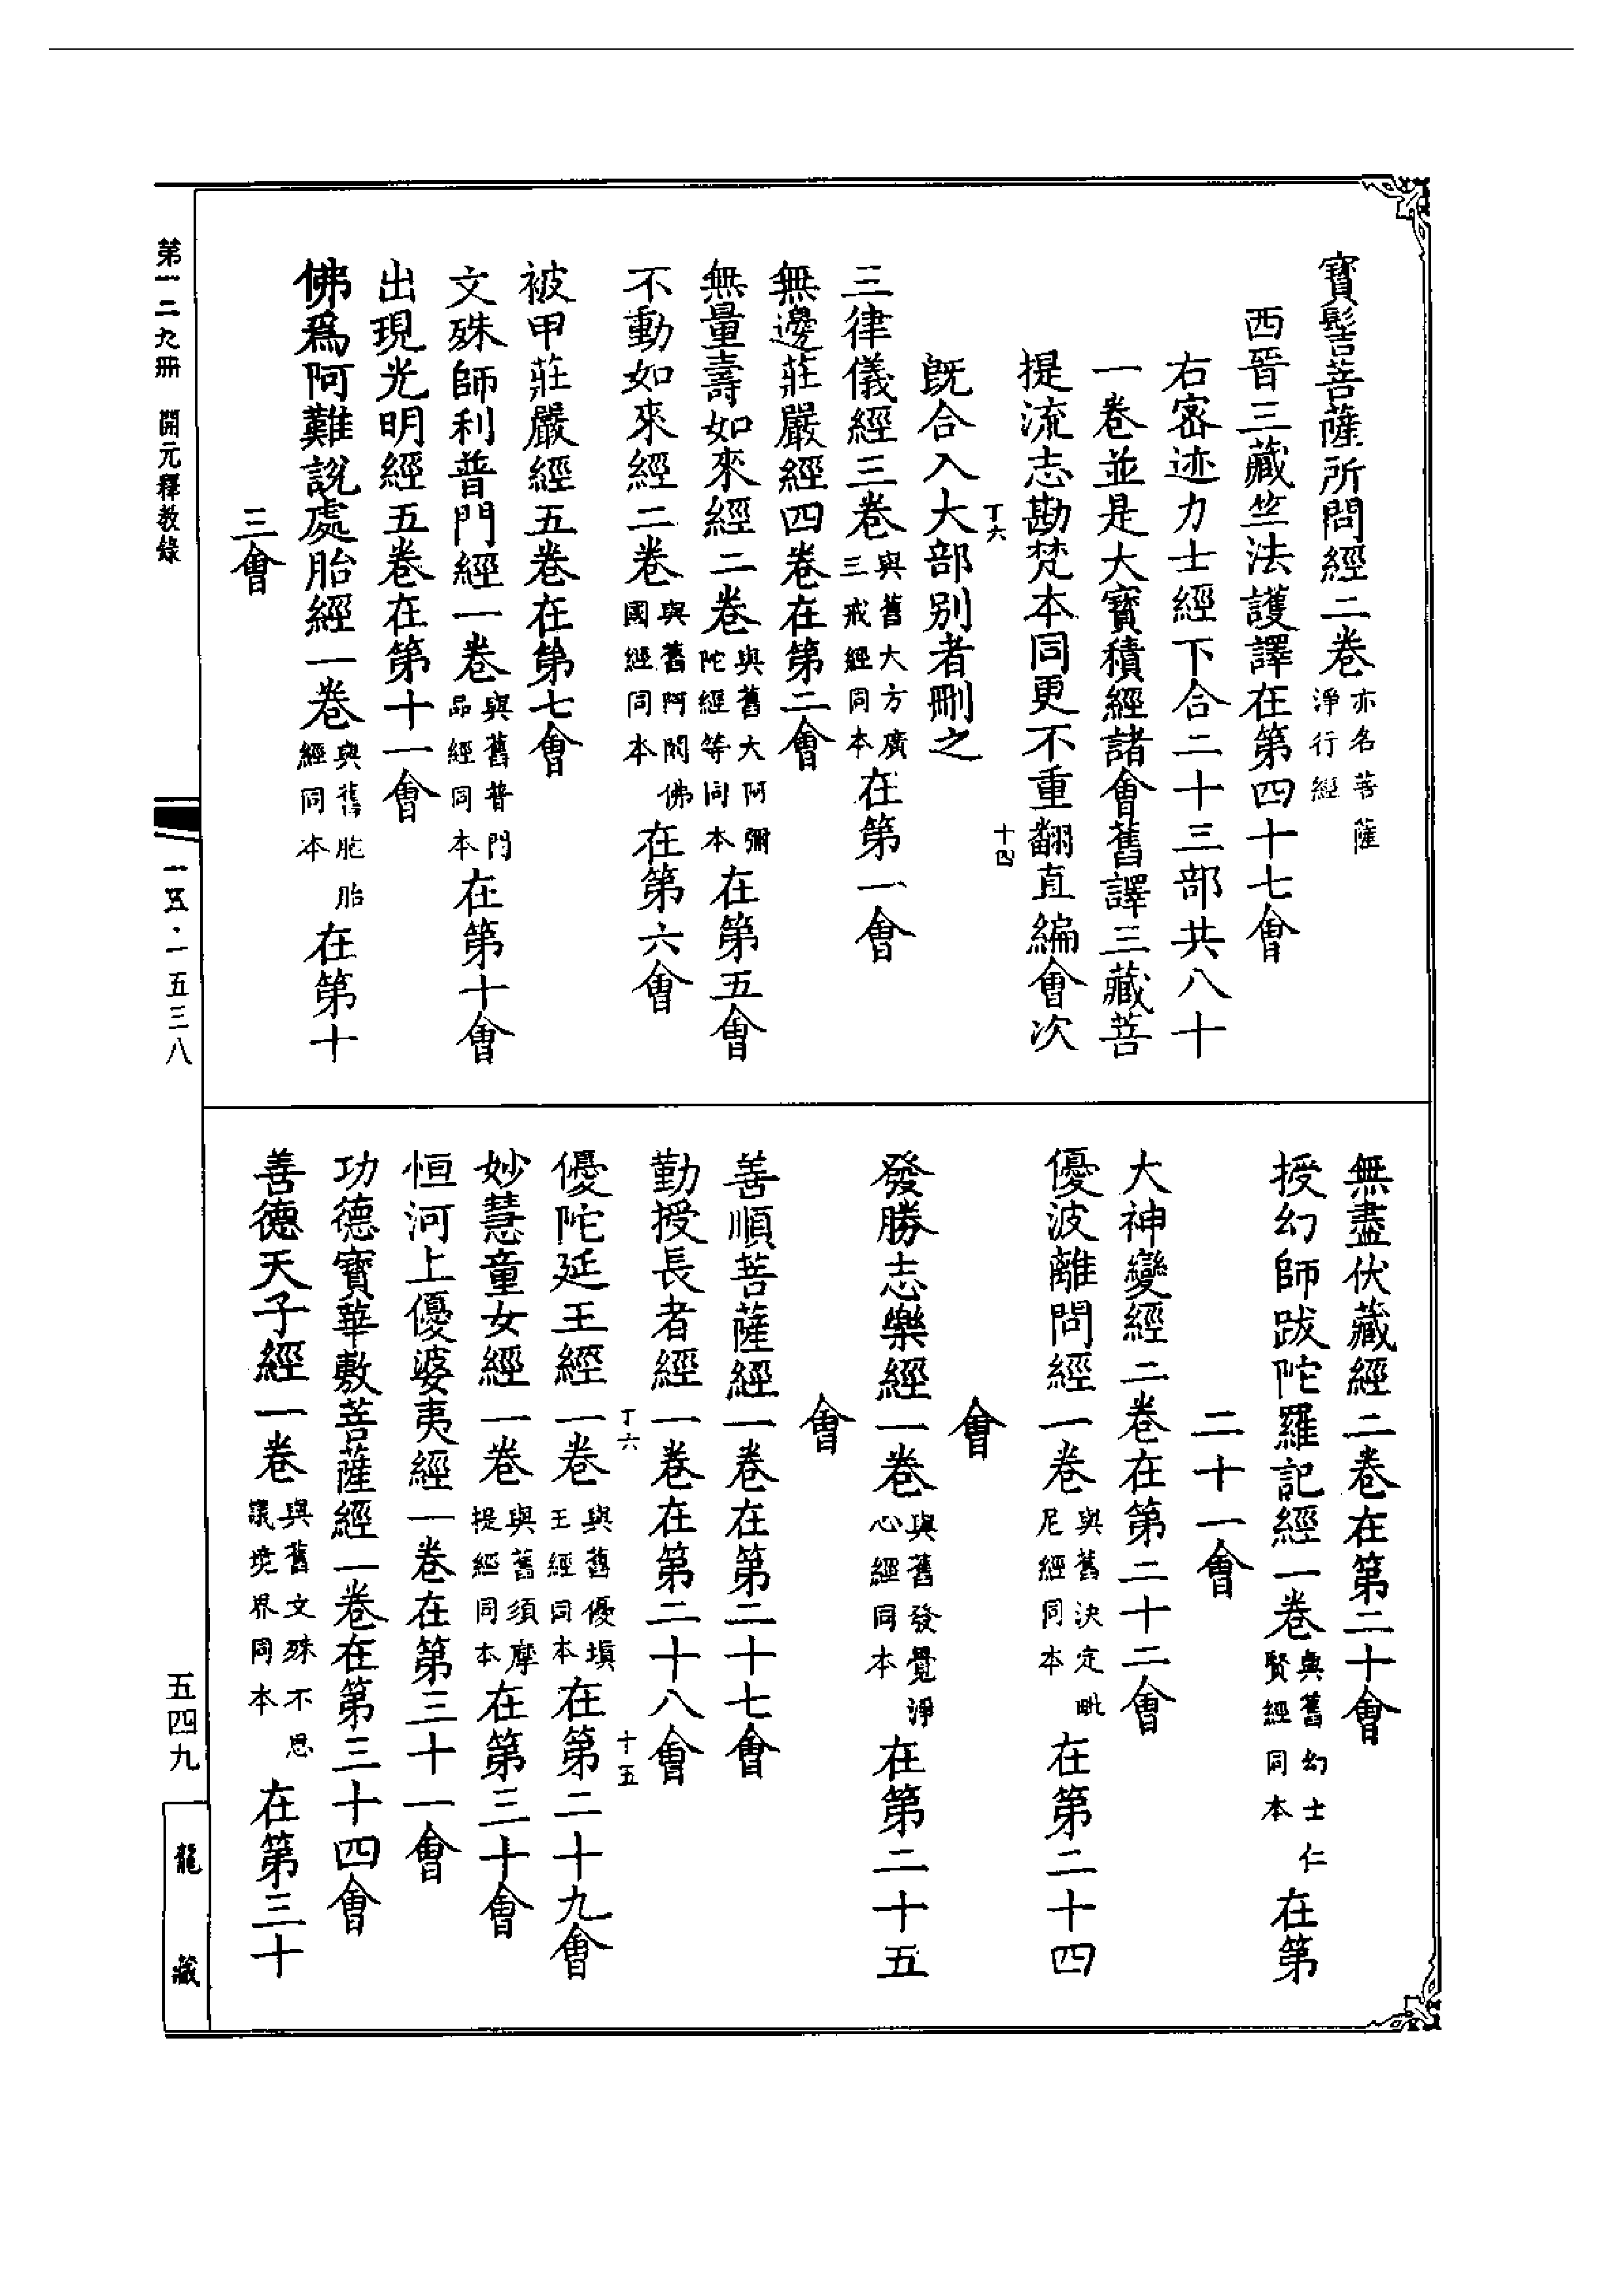 寶髻菩薩所問經二卷亦名菩薩淨行經
西晉三藏竺法護譯在第四十七會
右密迹力士經下合二十三部共八十
一卷並是大寶積經諸會舊譯三藏菩
提流志勘梵本同更不重翻直編會次
丁六
十四
既合入大部別者刪之
三律儀經三卷與舊大方廣三戒經同本在第一會
無邊莊嚴經四卷在第二會
無量壽如來經二卷與舊大阿彌陀經等同本在第五會
不動如來經二卷與舊阿閦佛國經同本在第六會
被甲莊嚴經五卷在第七會
文殊師利普門經一卷與舊普門品經同本在第十會
出現光明經五卷在第十一會
佛爲阿難說處胎經一卷與舊胞胎經同本在第十
三會
無盡伏藏經二卷在第二十會
授幻師跋陀羅記經一卷與舊幻士仁賢經同本在第
二十一會
大神變經二卷在第二十二會
優波離問經一卷與舊決定毗尼經同本在第二十四
會
發勝志樂經一卷與舊發覺淨心經同本在第二十五
會
善順菩薩經一卷在第二十七會
勤授長者經一卷在第二十八會
丁六
十五
優陀延王經一卷與舊優填王經同本在第二十九會
妙慧童女經一卷與舊須摩提經同本在第三十會
恒河上優婆夷經一卷在第三十一會
功德寶華敷菩薩經一卷在第三十四會
善德天子經一卷與舊文殊不思議境界同本在第三十
第一二九冊 開元釋教錄
一五·一五三八
五四九
龍藏